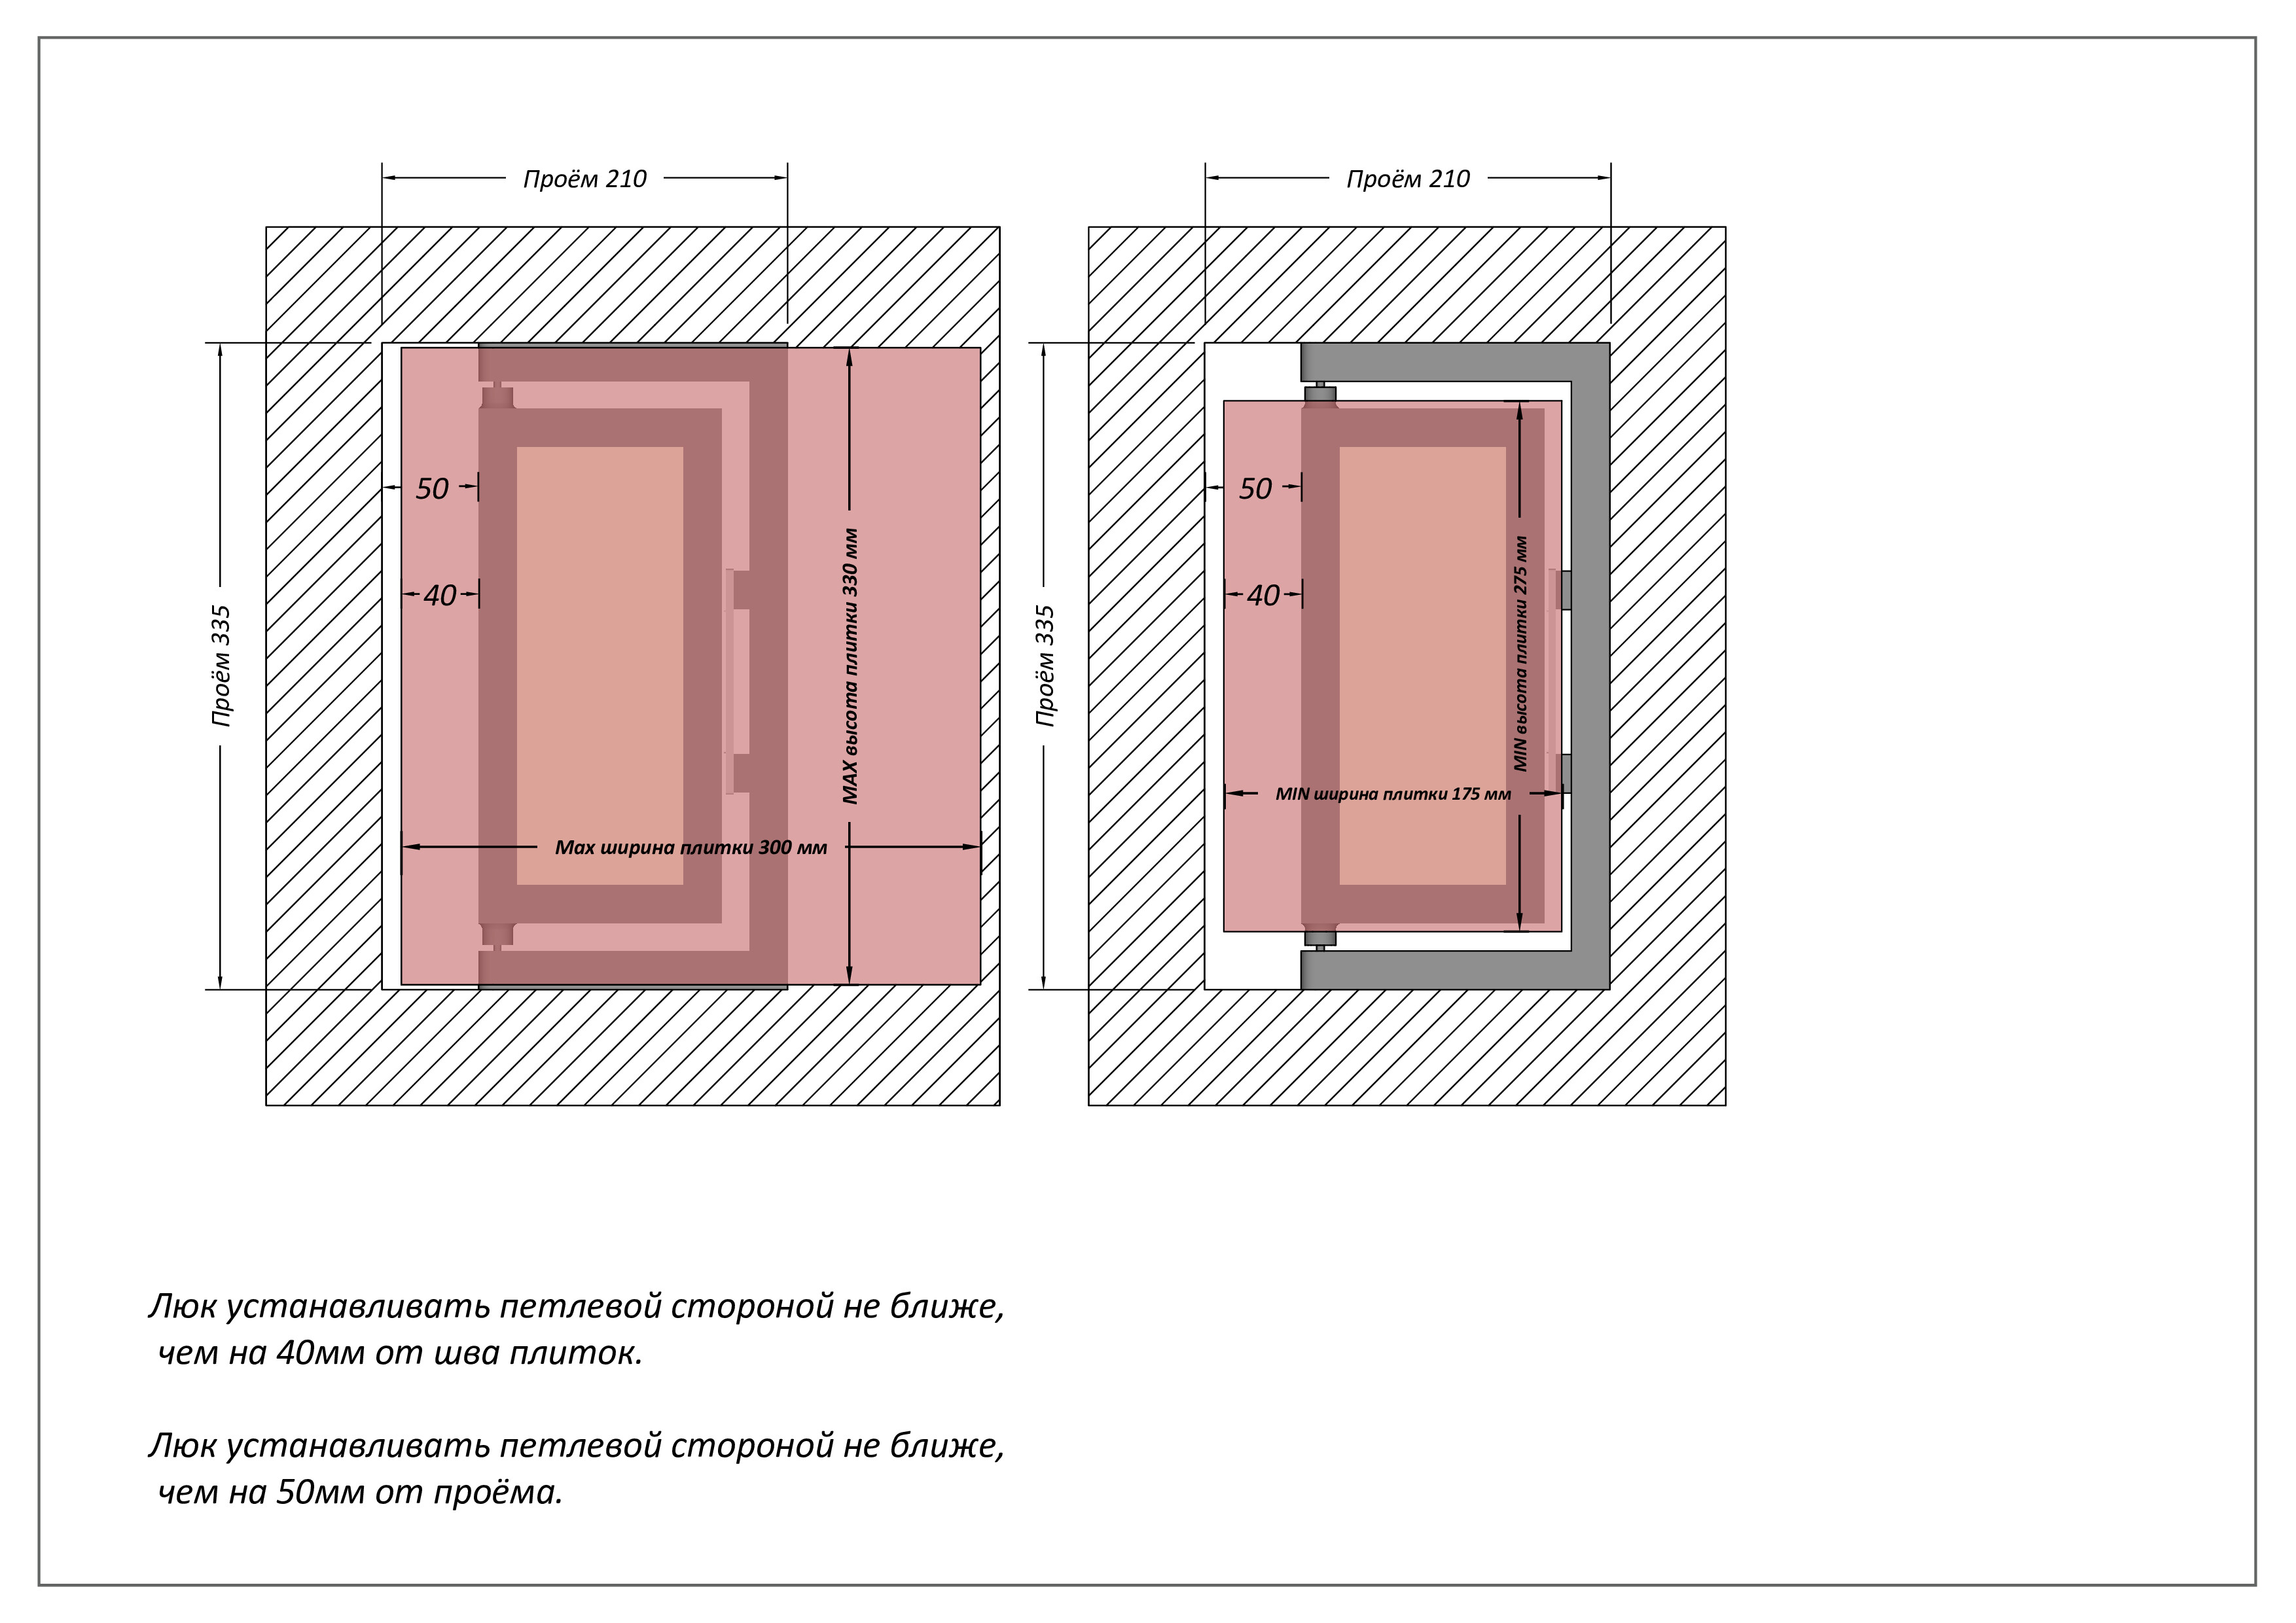 Проём 210
Проём 210
50
40
Проём 335
MAX высота плитки 330 мм
Max ширина плитки 300 мм
50
40
Проём 335
MIN высота плитки 275 мм
MIN ширина плитки 175 мм
Люк устанавливать петлевой стороной не ближе,
чем на 40мм от шва плиток.
Люк устанавливать петлевой стороной не ближе,
чем на 50мм от проёма.